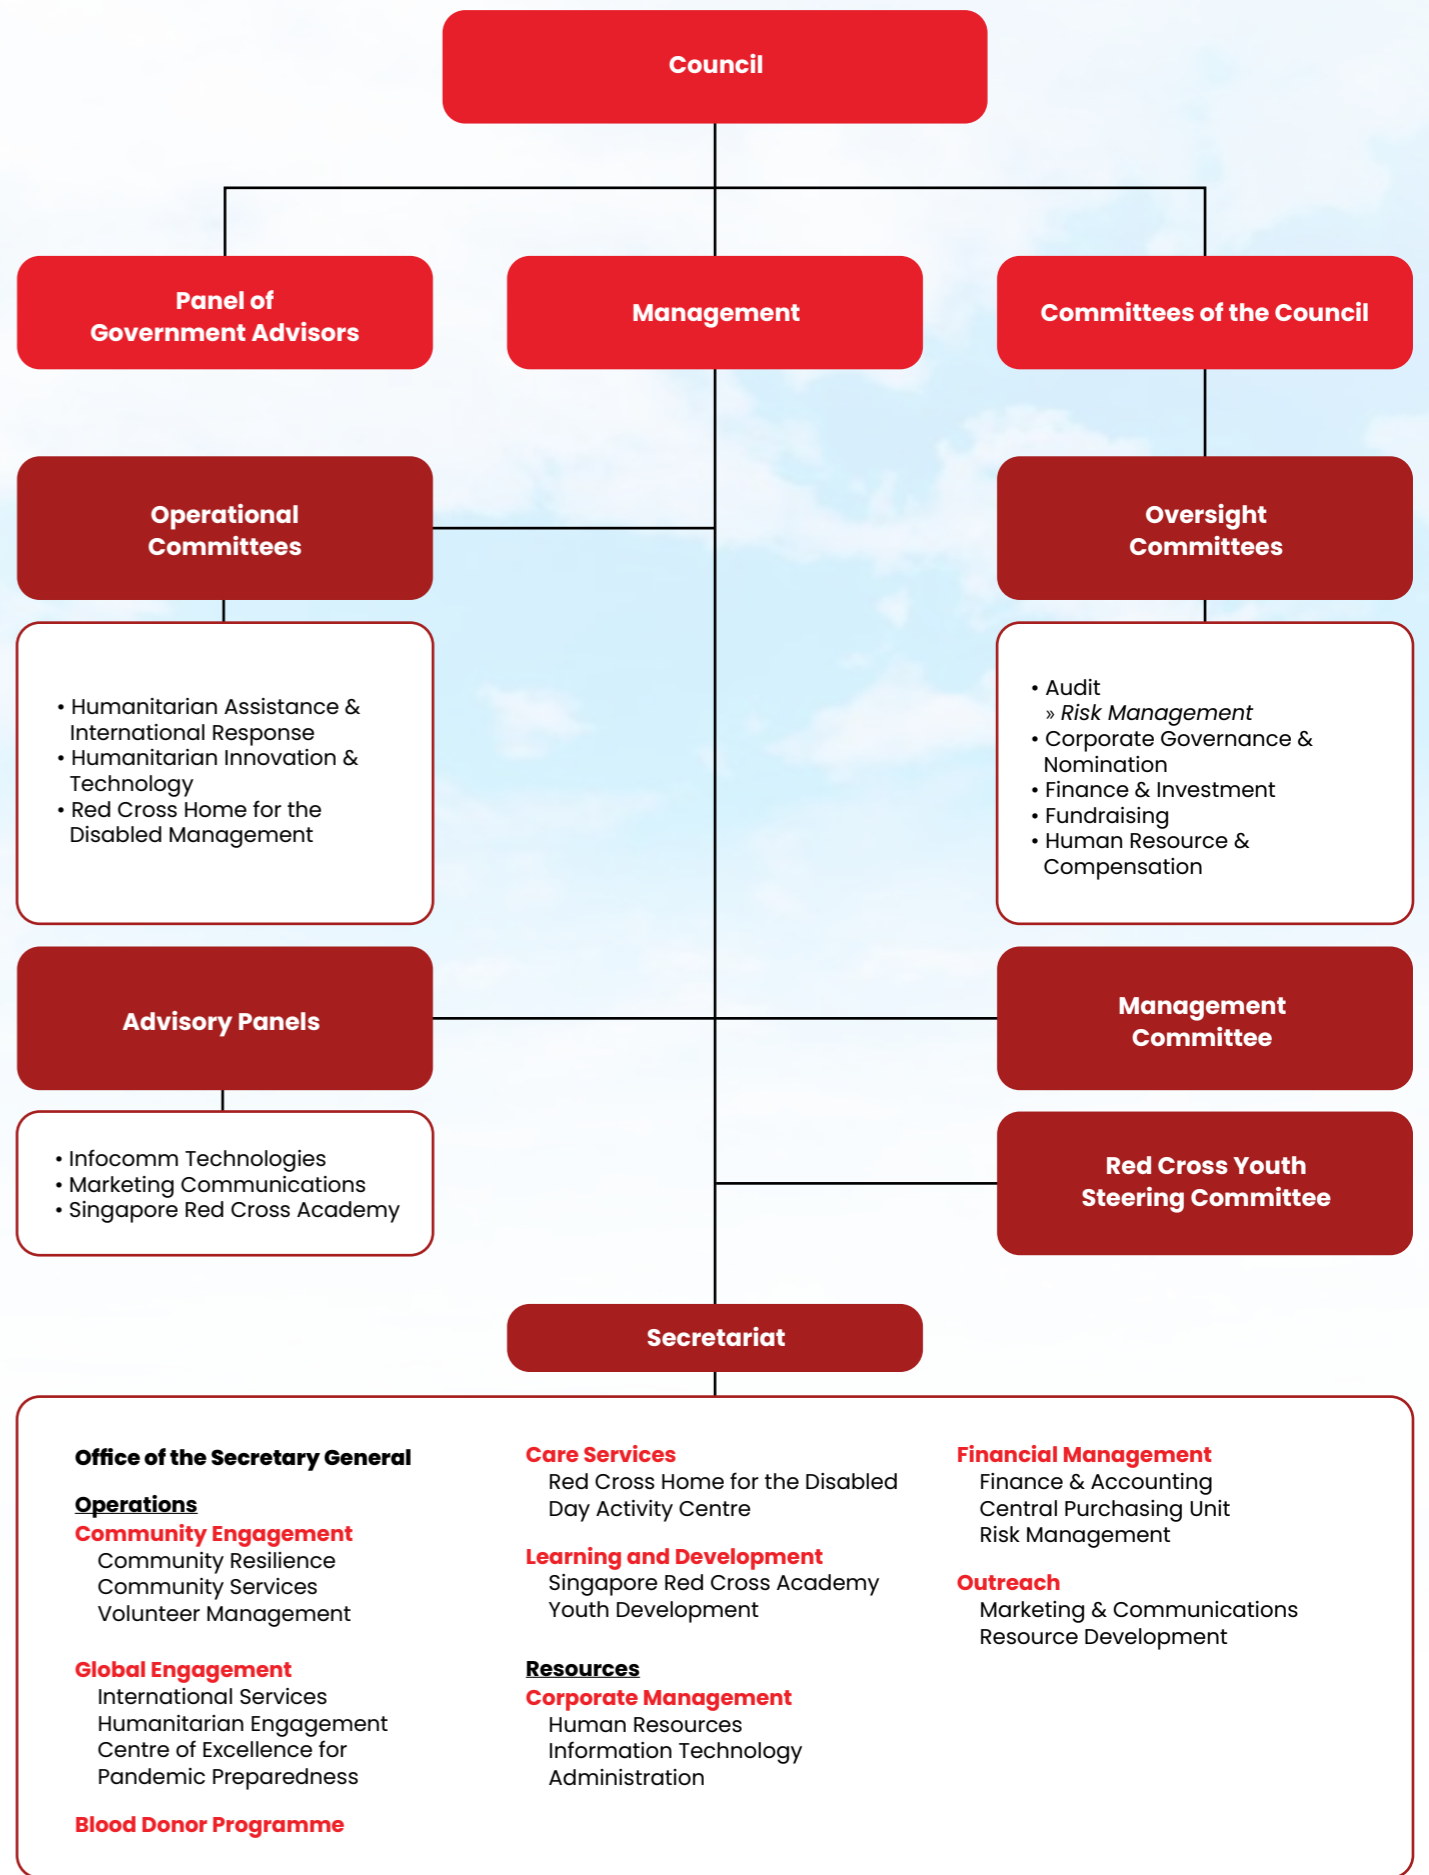 Council
Panel of
Government Advisors
Management
Committees of the Council
Operational
Committees
Oversight
Committees
• Humanitarian Assistance &
International Response
• Humanitarian Innovation &
Technology
• Red Cross Home for the
Disabled Management
• Audit
» Risk Management
• Corporate Governance &
Nomination
• Finance & Investment
• Fundraising
• Human Resource &
Compensation
Advisory Panels
Management
Committee
• Infocomm Technologies
• Marketing Communications
• Singapore Red Cross Academy
Red Cross Youth
Steering Committee
Secretariat
Office of the Secretary General
Operations
Community Engagement
Community Resilience
Community Services
Volunteer Management
Global Engagement
International Services
Humanitarian Engagement
Centre of Excellence for
Pandemic Preparedness
Blood Donor Programme
Care Services
Red Cross Home for the Disabled
Day Activity Centre
Learning and Development
Singapore Red Cross Academy
Youth Development
Resources
Corporate Management
Human Resources
Information Technology
Administration
Financial Management
Finance & Accounting
Central Purchasing Unit
Risk Management
Outreach
Marketing & Communications
Resource Development